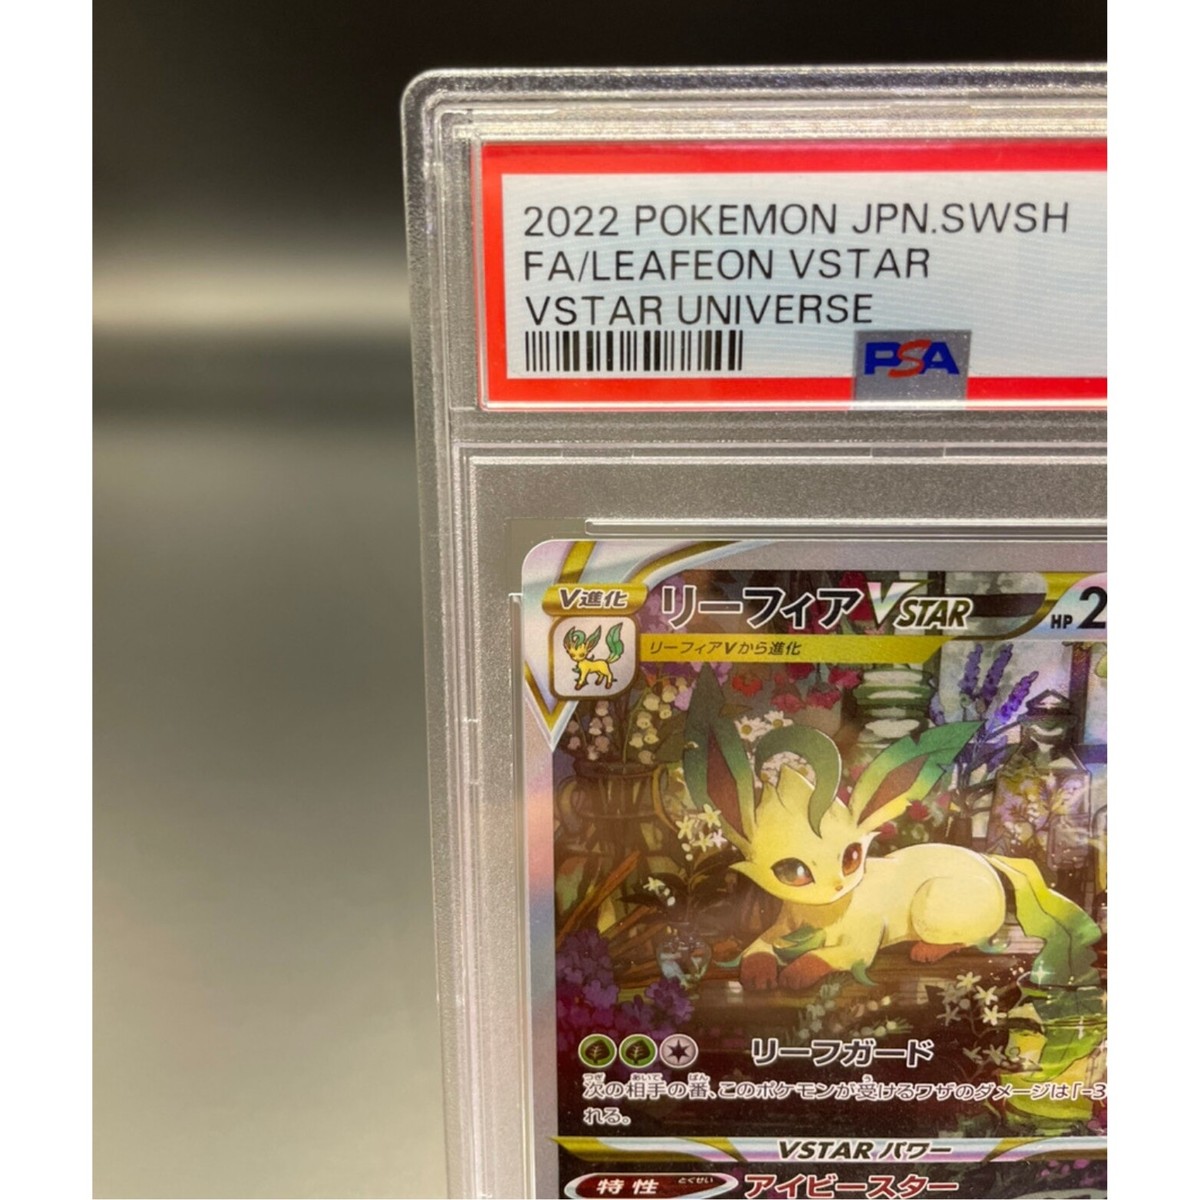 2022 POKEMON JPN.SWSH
FA/LEAFEON VSTAR
VSTAR UNIVERSE
PSA
V進化
リーフィアVSTAR
HP 2
リーフィアVから進化
リーフガード
次の相手の番、このポケモンが受けるワザのダメージは「-3
れる。
VSTARパワー
特性 アイビースター